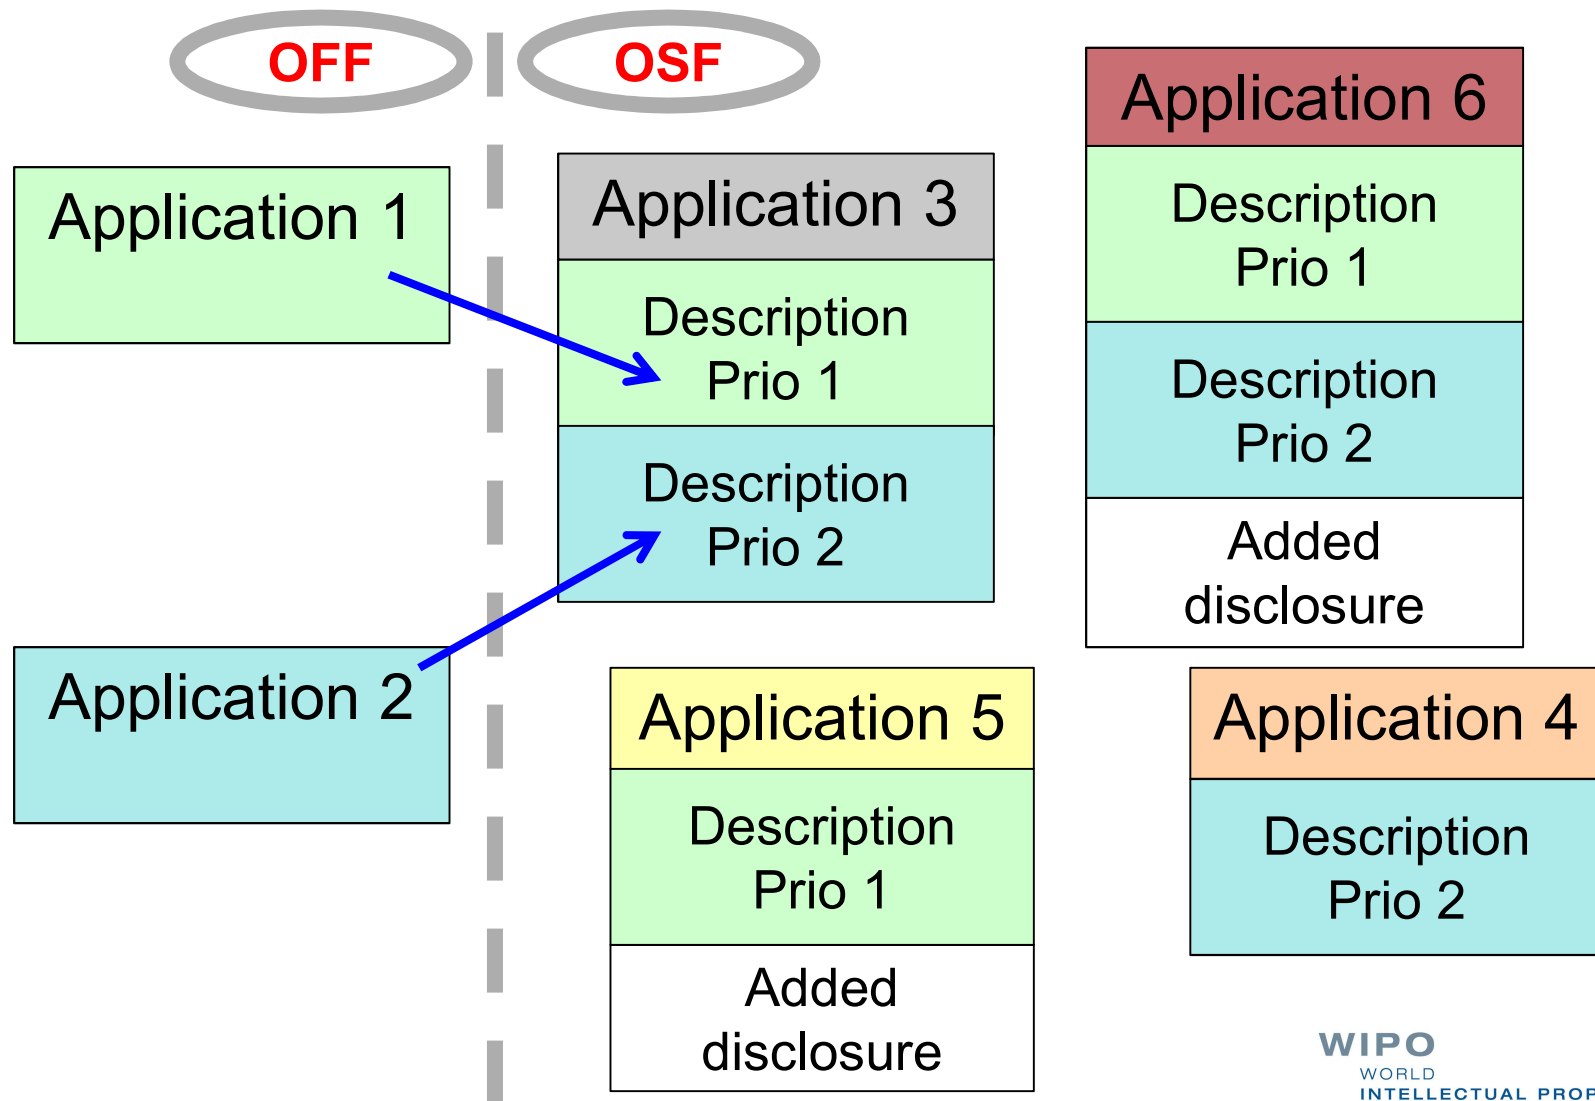 OFF
OSF
Application 1
Application 2
Application 3
Description
Prio 1
Description
Prio 2
Application 5
Description
Prio 1
Added
disclosure
Application 6
Description
Prio 1
Description
Prio 2
Added
disclosure
Application 4
Description
Prio 2
WIPO
WORLD
INTELLECTUAL PROP